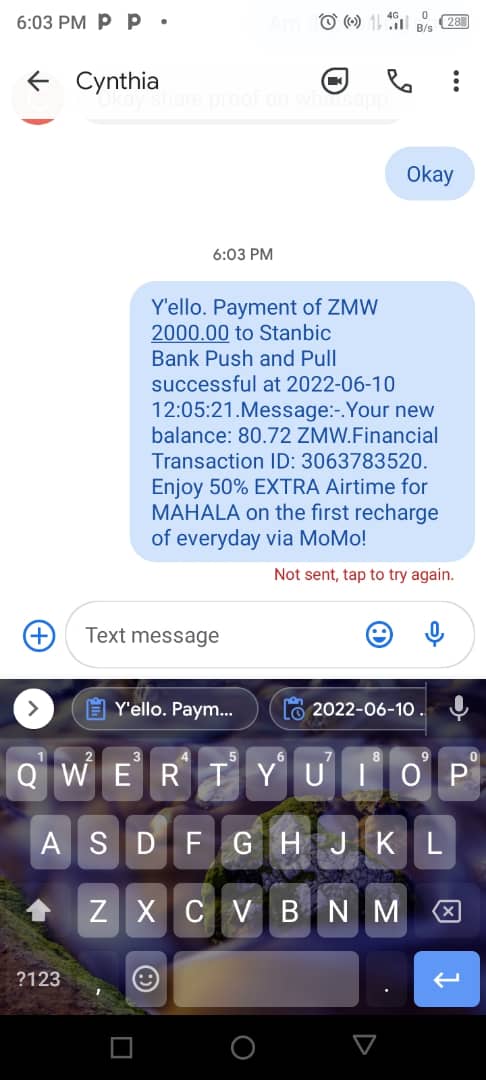 6:03 PM P P • 4G 0 B/s 28
Cynthia
Okay share proof on whatsapp
Okay
6:03 PM
Y'ello. Payment of ZMW
2000.00 to Stanbic
Bank Push and Pull
successful at 2022-06-10
12:05:21.Message:-.Your new
balance: 80.72 ZMW.Financial
Transaction ID: 3063783520.
Enjoy 50% EXTRA Airtime for
MAHALA on the first recharge
of everyday via MoMo!
Not sent, tap to try again.
Text message
Y'ello. Paym... 2022-06-10 .
1 2 3 4 5 6 7 8 9 0
Q W E R T Y U I O P
A S D F G H J K L
Z X C V B N M
?123 , .